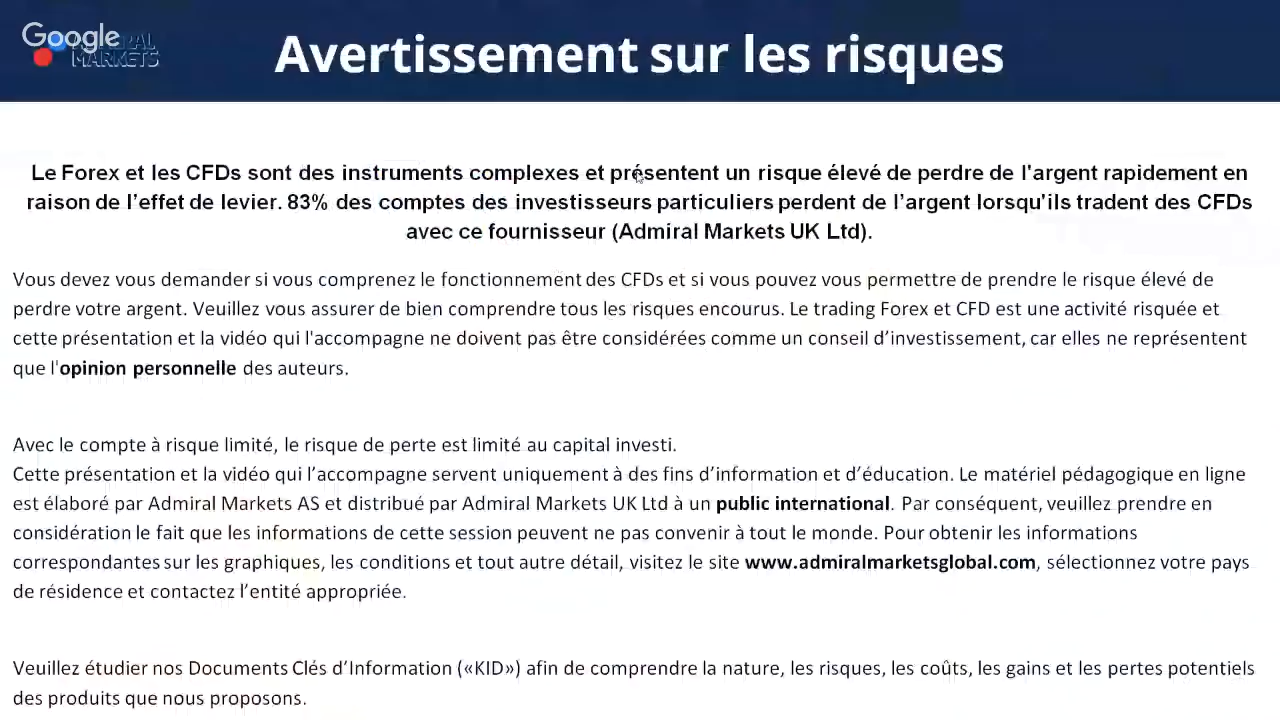 Google
MARKETS
Avertissement sur les risques
Le Forex et les CFDs sont des instruments complexes et présentent un risque élevé de perdre de l'argent rapidement en
raison de l’effet de levier. 83% des comptes des investisseurs particuliers perdent de l’argent lorsqu'ils tradent des CFDs
avec ce fournisseur (Admiral Markets UK Ltd).
Vous devez vous demander si vous comprenez le fonctionnement des CFDs et si vous pouvez vous permettre de prendre le risque élevé de
perdre votre argent. Veuillez vous assurer de bien comprendre tous les risques encourus. Le trading Forex et CFD est une activité risquée et
cette présentation et la vidéo qui l'accompagne ne doivent pas être considérées comme un conseil d’investissement, car elles ne représentent
que l'opinion personnelle des auteurs.
Avec le compte à risque limité, le risque de perte est limité au capital investi.
Cette présentation et la vidéo qui l’accompagne servent uniquement à des fins d’information et d’éducation. Le matériel pédagogique en ligne
est élaboré par Admiral Markets AS et distribué par Admiral Markets UK Ltd à un public international. Par conséquent, veuillez prendre en
considération le fait que les informations de cette session peuvent ne pas convenir à tout le monde. Pour obtenir les informations
correspondantes sur les graphiques, les conditions et tout autre détail, visitez le site www.admiralmarketsglobal.com, sélectionnez votre pays
de résidence et contactez l’entité appropriée.
Veuillez étudier nos Documents Clés d’Information («KID») afin de comprendre la nature, les risques, les coûts, les gains et les pertes potentiels
des produits que nous proposons.